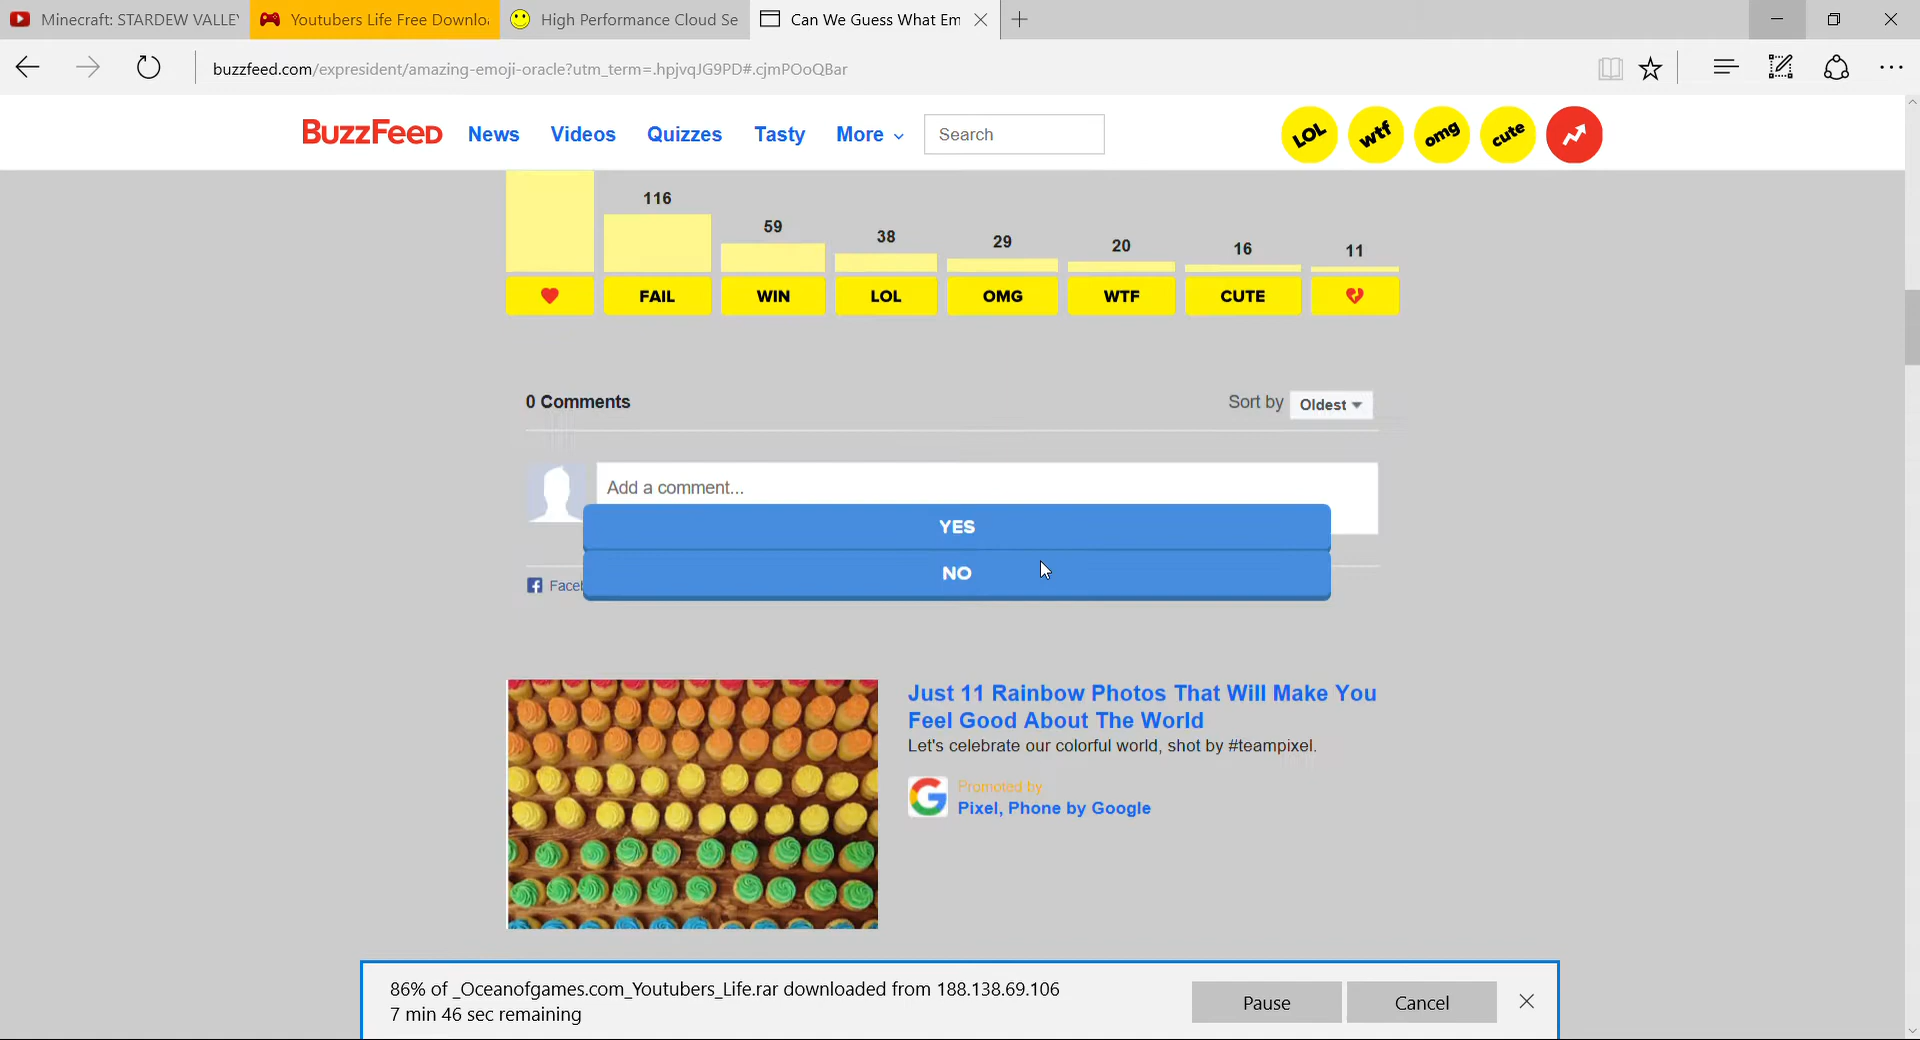 Minecraft: STARDEW VALLEY
Youtubers Life Free Downlo
High Performance Cloud Se
Can We Guess What Em
buzzfeed.com/expresident/amazing-emoji-oracle?utm_term=.hpjvqJG9PD#.cjmPOoQBar
BuzzFeed
News
Videos
Quizzes
Tasty
More
Search
LOL
wtf
omg
cute
116
59
38
29
20
16
11
FAIL
WIN
LOL
OMG
WTF
CUTE
0 Comments
Sort by
Oldest
Add a comment...
YES
NO
Faceb
Just 11 Rainbow Photos That Will Make You
Feel Good About The World
Let's celebrate our colorful world, shot by #teampixel.
Promoted by
Pixel, Phone by Google
86% of _Oceanofgames.com_Youtubers_Life.rar downloaded from 188.138.69.106
7 min 46 sec remaining
Pause
Cancel